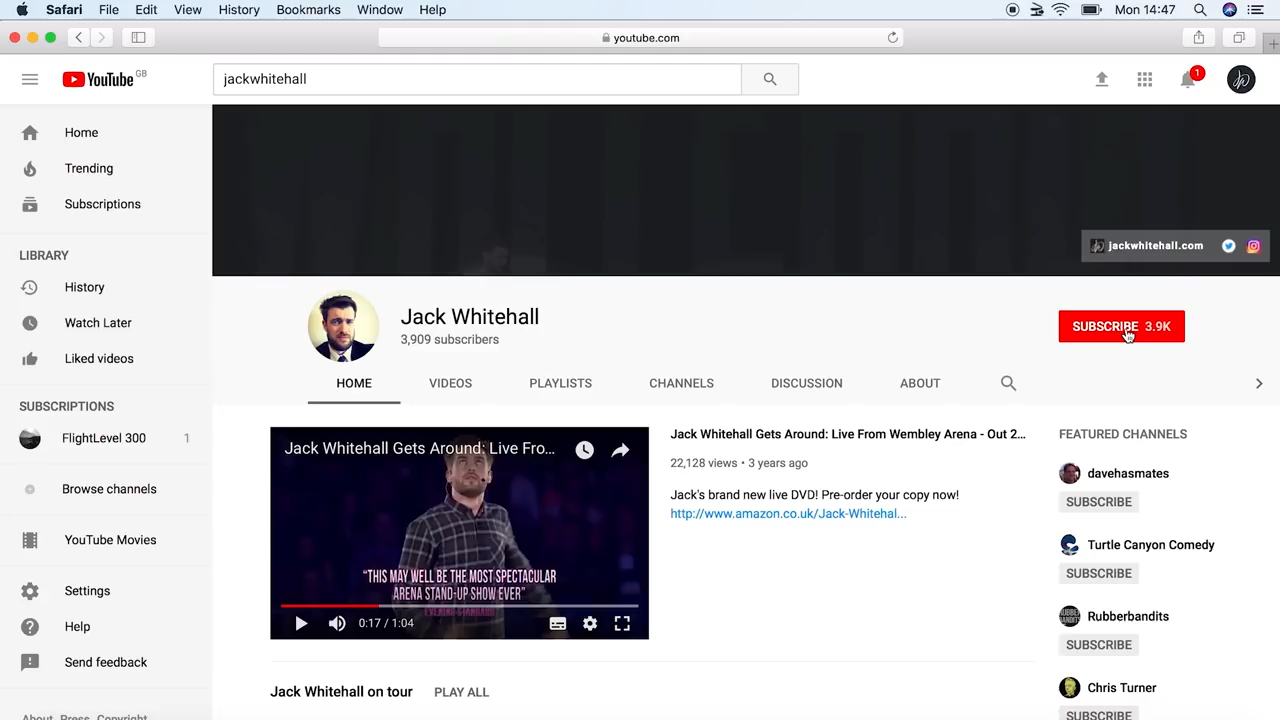 Safari File Edit View History Bookmarks Window Help Mon 14:47
youtube.com
YouTube GB jackwhitehall 1
Home
Trending
Subscriptions
LIBRARY
History
Watch Later
Liked videos
SUBSCRIPTIONS
FlightLevel 300 1
Browse channels
YouTube Movies
Settings
Help
Send feedback
About Press Copyright
jackwhitehall.com
Jack Whitehall
3,909 subscribers
SUBSCRIBE 3.9K
HOME VIDEOS PLAYLISTS CHANNELS DISCUSSION ABOUT
Jack Whitehall Gets Around: Live Fro...
"THIS MAY WELL BE THE MOST SPECTACULAR
ARENA STAND-UP SHOW EVER"
EVENING STANDARD
0:17 / 1:04
Jack Whitehall Gets Around: Live From Wembley Arena - Out 2...
22,128 views • 3 years ago
Jack's brand new live DVD! Pre-order your copy now!
http://www.amazon.co.uk/Jack-Whitehal...
FEATURED CHANNELS
davehasmates
SUBSCRIBE
Turtle Canyon Comedy
SUBSCRIBE
Rubberbandits
SUBSCRIBE
Chris Turner
SUBSCRIBE
Jack Whitehall on tour PLAY ALL